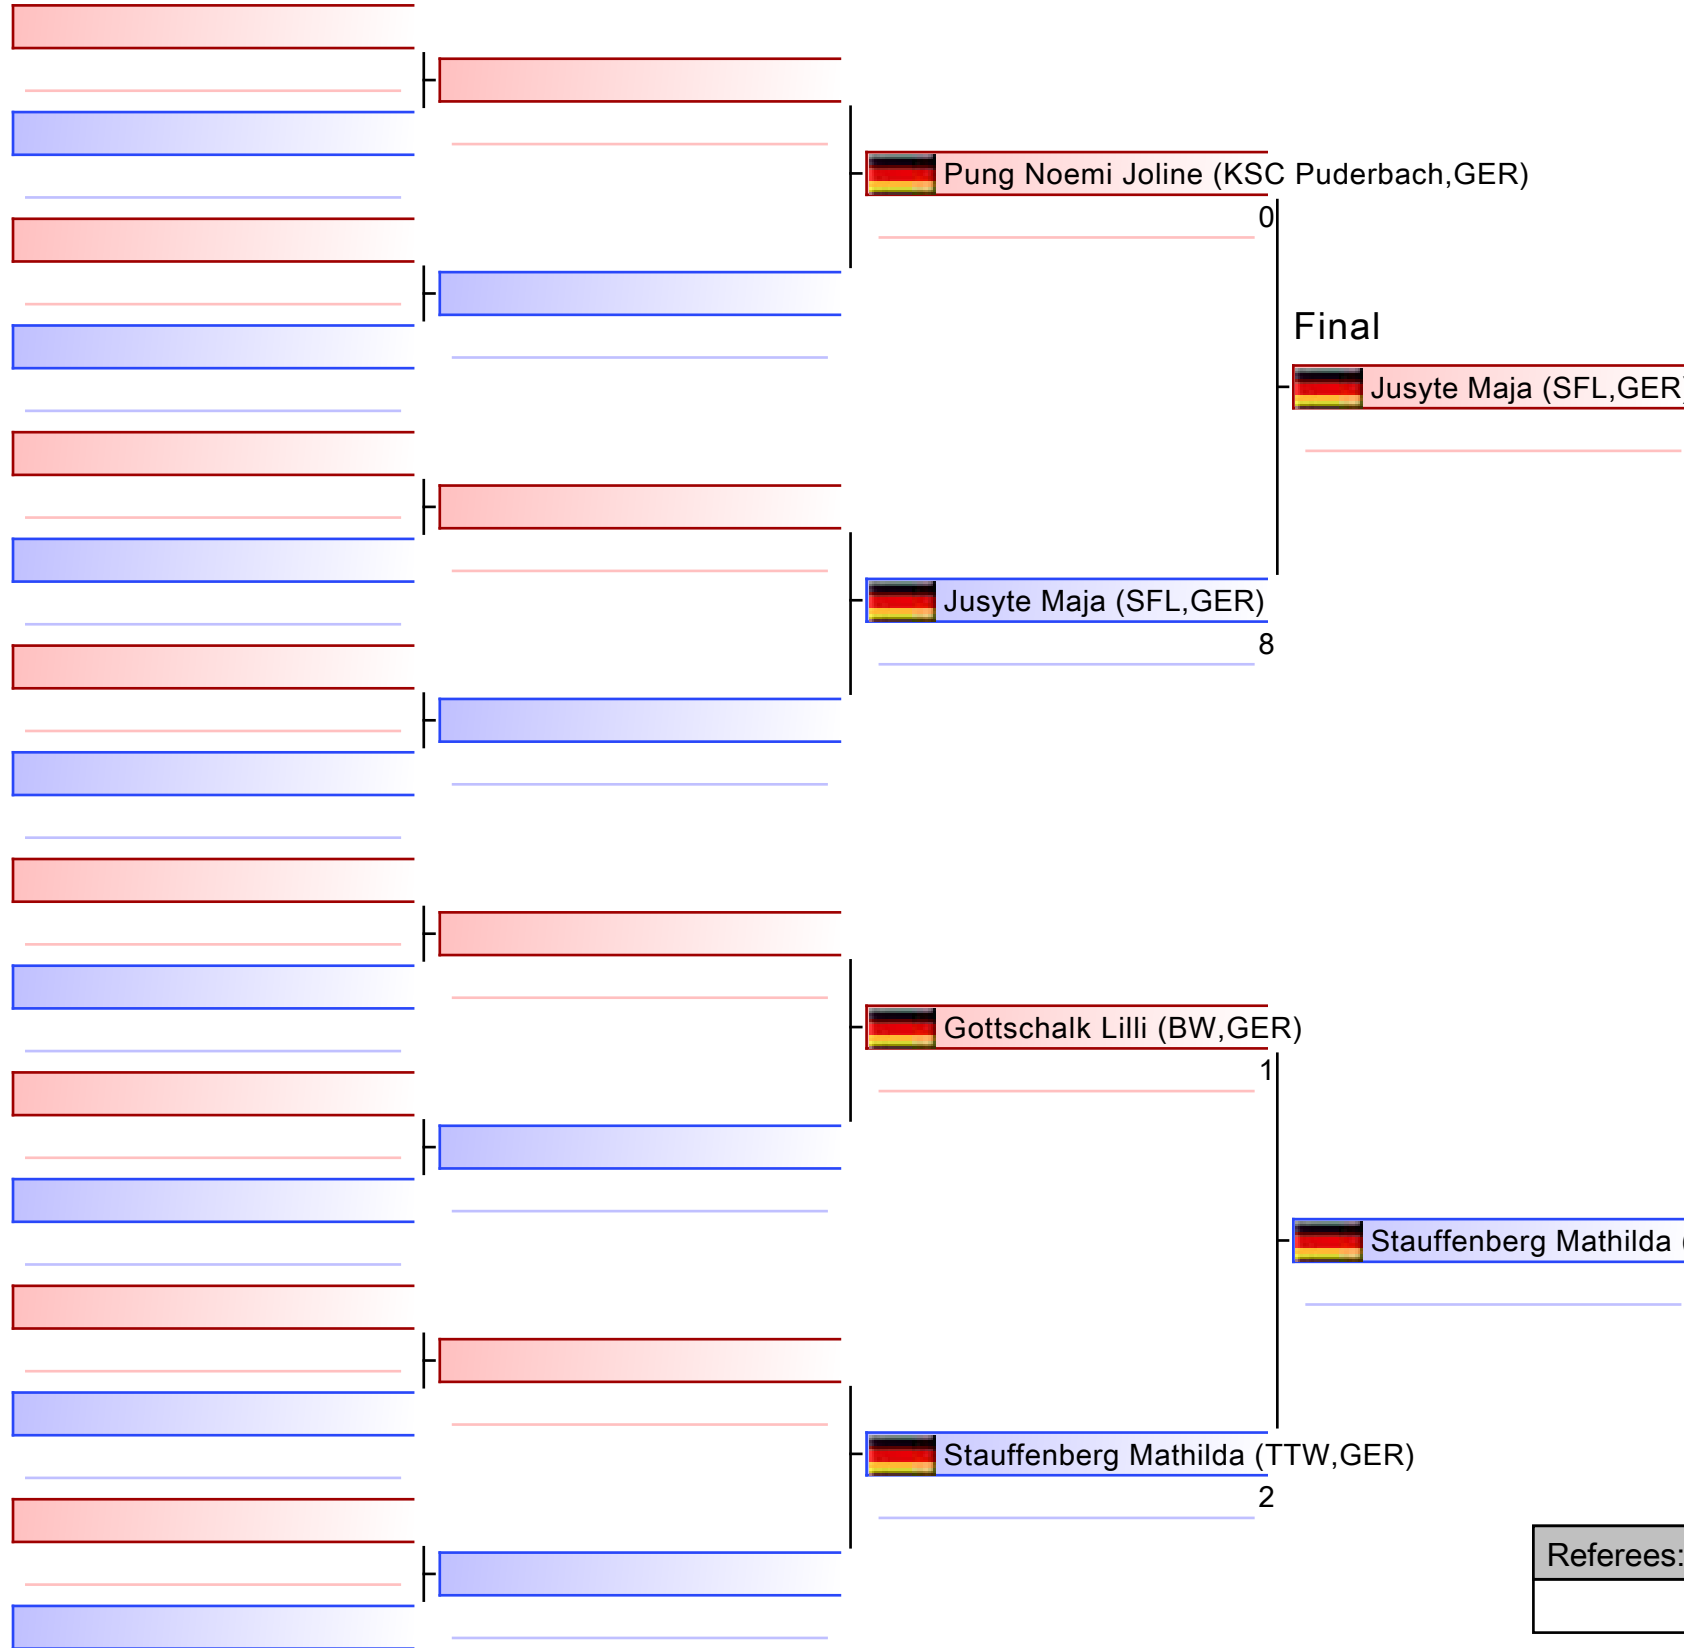 Pung Noemi Joline (KSC Puderbach,GER)
0
Final
Jusyte Maja (SFL,GER)
Jusyte Maja (SFL,GER)
8
Gottschalk Lilli (BW,GER)
1
Stauffenberg Mathilda (
Stauffenberg Mathilda (TTW,GER)
2
Referees: